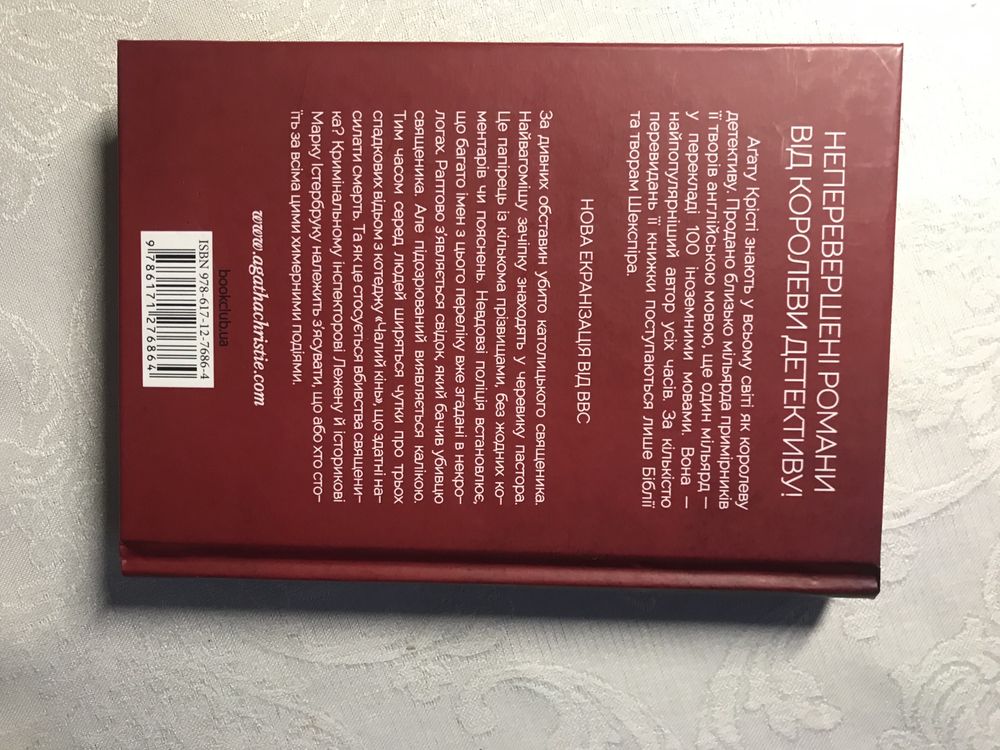 НЕПЕРЕВЕРШЕНІ РОМАНИ
ВІД КОРОЛЕВИ ДЕТЕКТИВУ!
Аґату Крісті знають у всьому світі як королеву
детективу. Продано близько мільярда примірників
її творів англійською мовою, ще один мільярд –
у перекладі 100 іноземними мовами. Вона –
найпопулярніший автор усіх часів. За кількістю
перевидань її книжки поступаються лише Біблії
та творам Шекспіра.
НОВА ЕКРАНІЗАЦІЯ ВІД BBC
За дивних обставин убито католицького священика.
Найвагомішу зачіпку знаходять у черевику пастора.
Це папірець із кількома прізвищами, без жодних ко-
ментарів чи пояснень. Невдовзі поліція встановлює,
що багато імен з цього переліку вже згадані в некро-
логах. Раптово з'являється свідок, який бачив убивцю
священика. Але підозрюваний виявляється калікою.
Тим часом серед людей ширяться чутки про трьох
спадкових відьом з котеджу «Чалий кінь», що здатні на-
силати смерть. Та як це стосується вбивства священи-
ка? Кримінальному інспекторові Лежену й історикові
Марку Істербруку належить з'ясувати, що або хто сто-
їть за всіма цими химерними подіями.
www.agathachristie.com
bookclub.ua
ISBN 978-617-12-7686-4
9 786171 276864